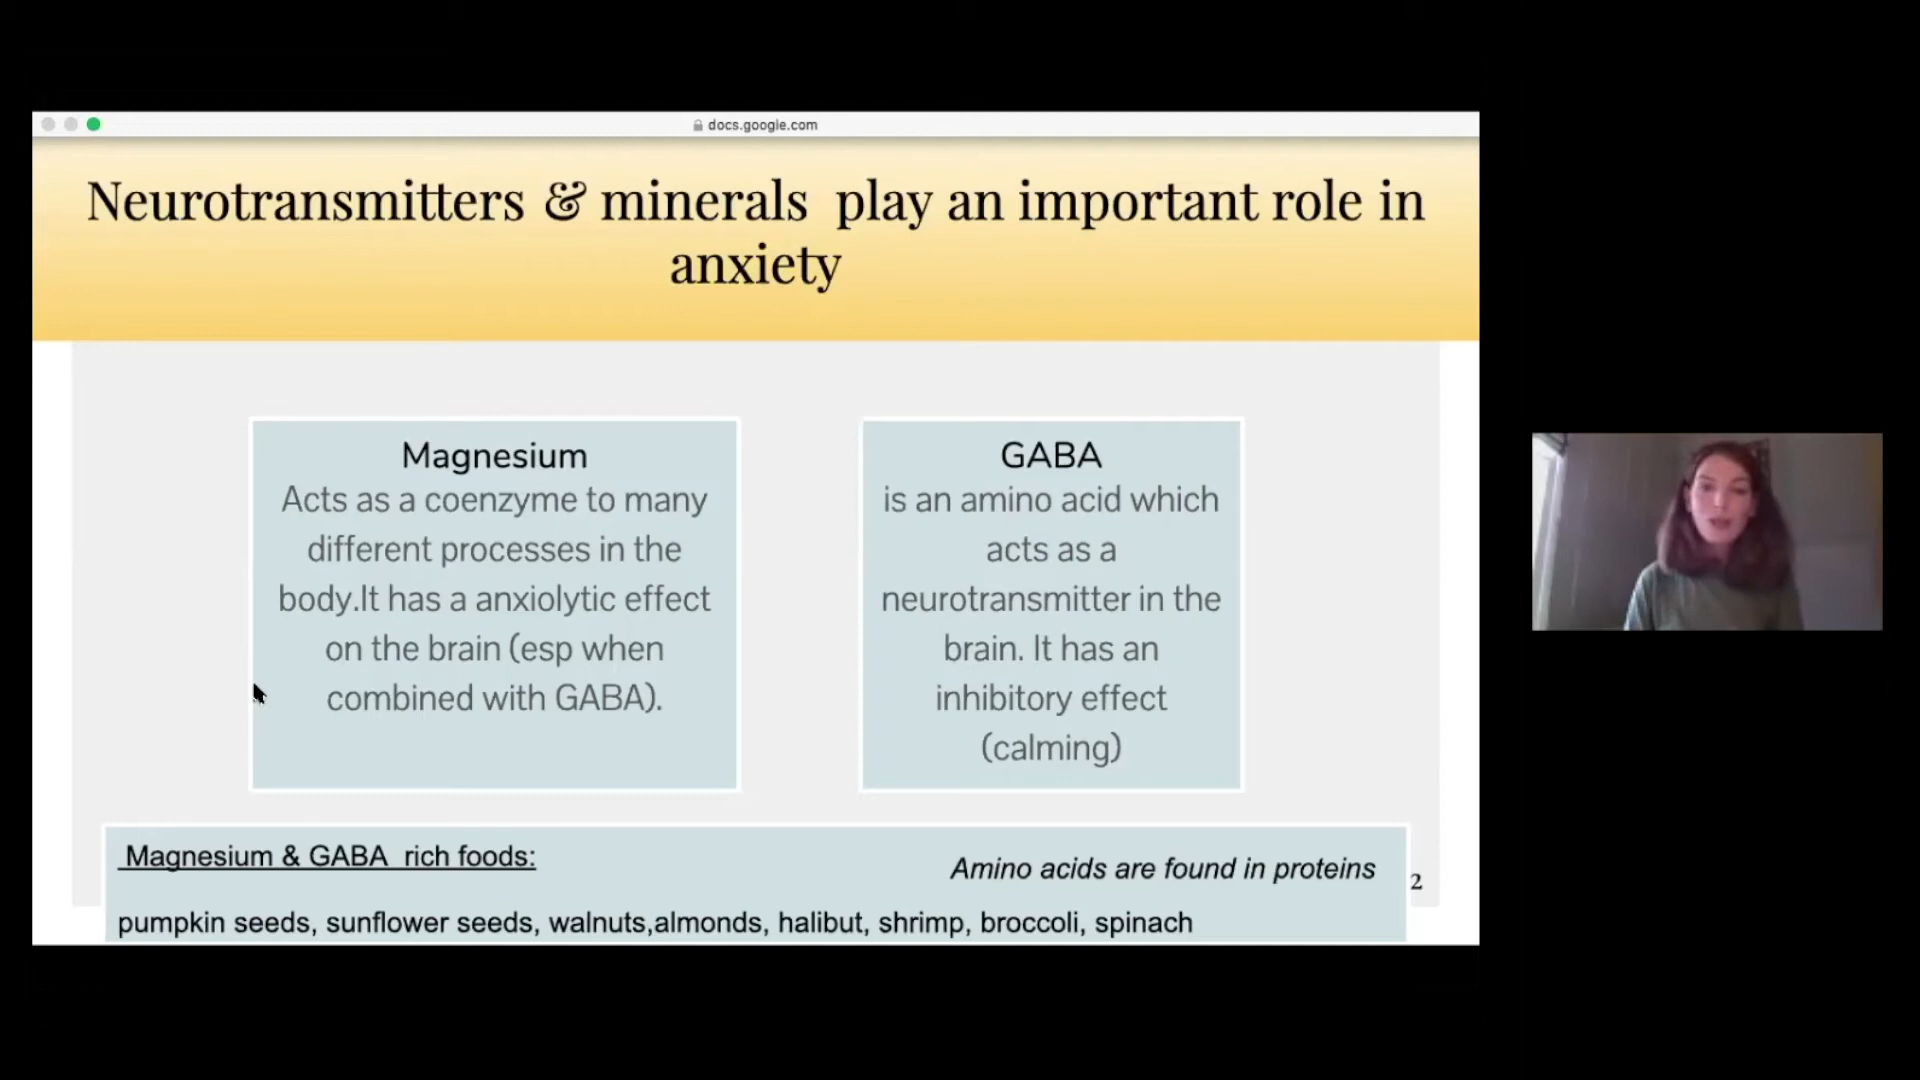 docs.google.com
Neurotransmitters & minerals play an important role in
anxiety
Magnesium
Acts as a coenzyme to many
different processes in the
body.It has a anxiolytic effect
on the brain (esp when
combined with GABA).
GABA
is an amino acid which
acts as a
neurotransmitter in the
brain. It has an
inhibitory effect
(calming)
Magnesium & GABA rich foods:
Amino acids are found in proteins
2
pumpkin seeds, sunflower seeds, walnuts,almonds, halibut, shrimp, broccoli, spinach